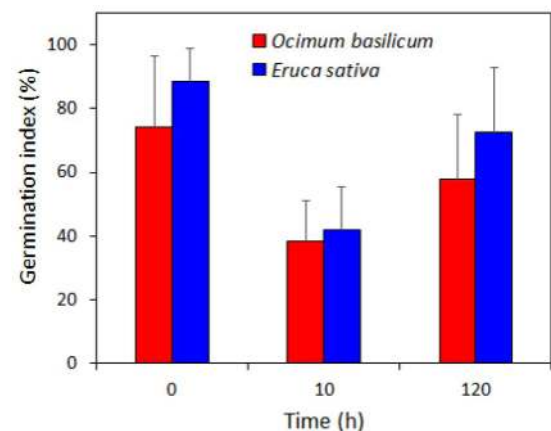 Germination index (%)
100
80
60
40
20
0
Ocimum basilicum
Eruca sativa
0 10 120
Time (h)